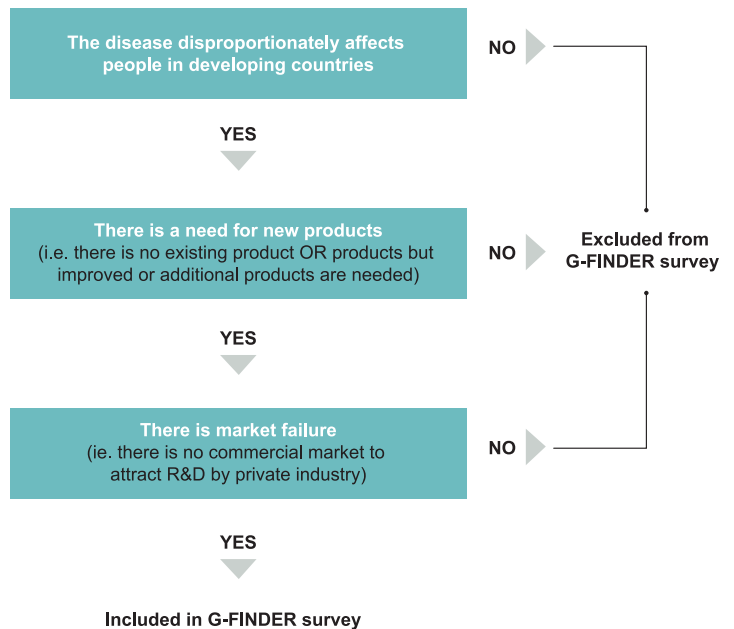 The disease disproportionately affects
people in developing countries
NO
YES
There is a need for new products
(i.e. there is no existing product OR products but
improved or additional products are needed)
NO
Excluded from
G-FINDER survey
YES
There is market failure
(ie. there is no commercial market to
attract R&D by private industry)
NO
YES
Included in G-FINDER survey